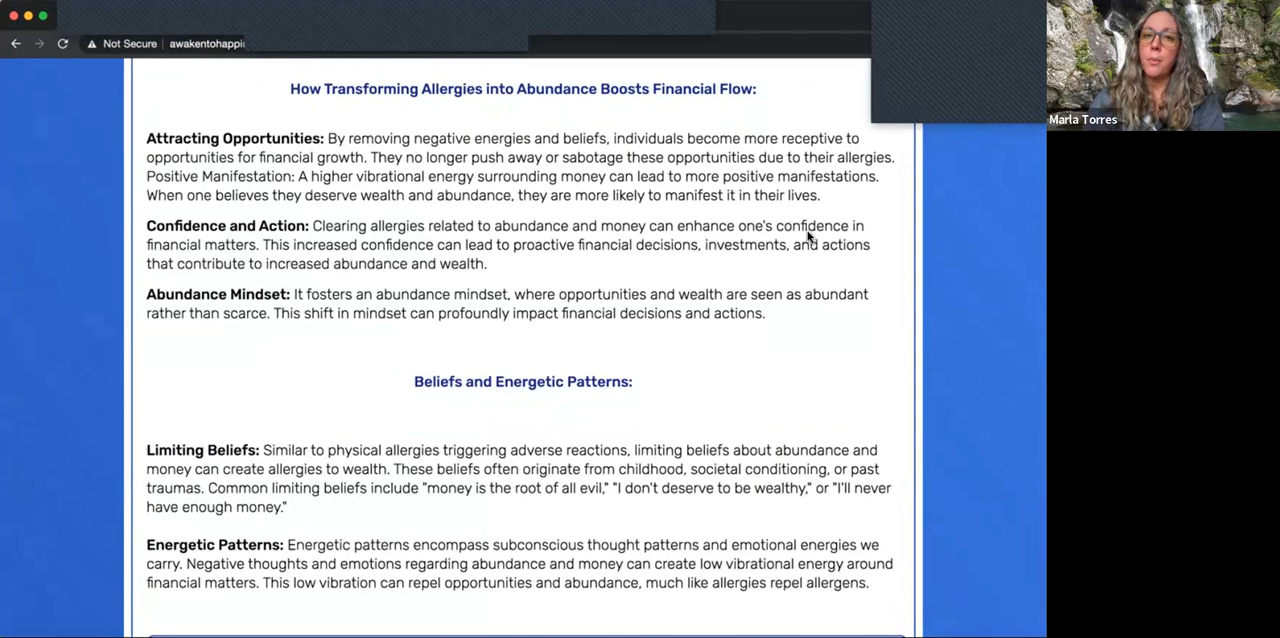 Not Secure
awakentohappi
Marla Torres
How Transforming Allergies into Abundance Boosts Financial Flow:
Attracting Opportunities: By removing negative energies and beliefs, individuals become more receptive to
opportunities for financial growth. They no longer push away or sabotage these opportunities due to their allergies.
Positive Manifestation: A higher vibrational energy surrounding money can lead to more positive manifestations.
When one believes they deserve wealth and abundance, they are more likely to manifest it in their lives.
Confidence and Action: Clearing allergies related to abundance and money can enhance one's confidence in
financial matters. This increased confidence can lead to proactive financial decisions, investments, and actions
that contribute to increased abundance and wealth.
Abundance Mindset: It fosters an abundance mindset, where opportunities and wealth are seen as abundant
rather than scarce. This shift in mindset can profoundly impact financial decisions and actions.
Beliefs and Energetic Patterns:
Limiting Beliefs: Similar to physical allergies triggering adverse reactions, limiting beliefs about abundance and
money can create allergies to wealth. These beliefs often originate from childhood, societal conditioning, or past
traumas. Common limiting beliefs include "money is the root of all evil," "I don't deserve to be wealthy," or "I'll never
have enough money."
Energetic Patterns: Energetic patterns encompass subconscious thought patterns and emotional energies we
carry. Negative thoughts and emotions regarding abundance and money can create low vibrational energy around
financial matters. This low vibration can repel opportunities and abundance, much like allergies repel allergens.